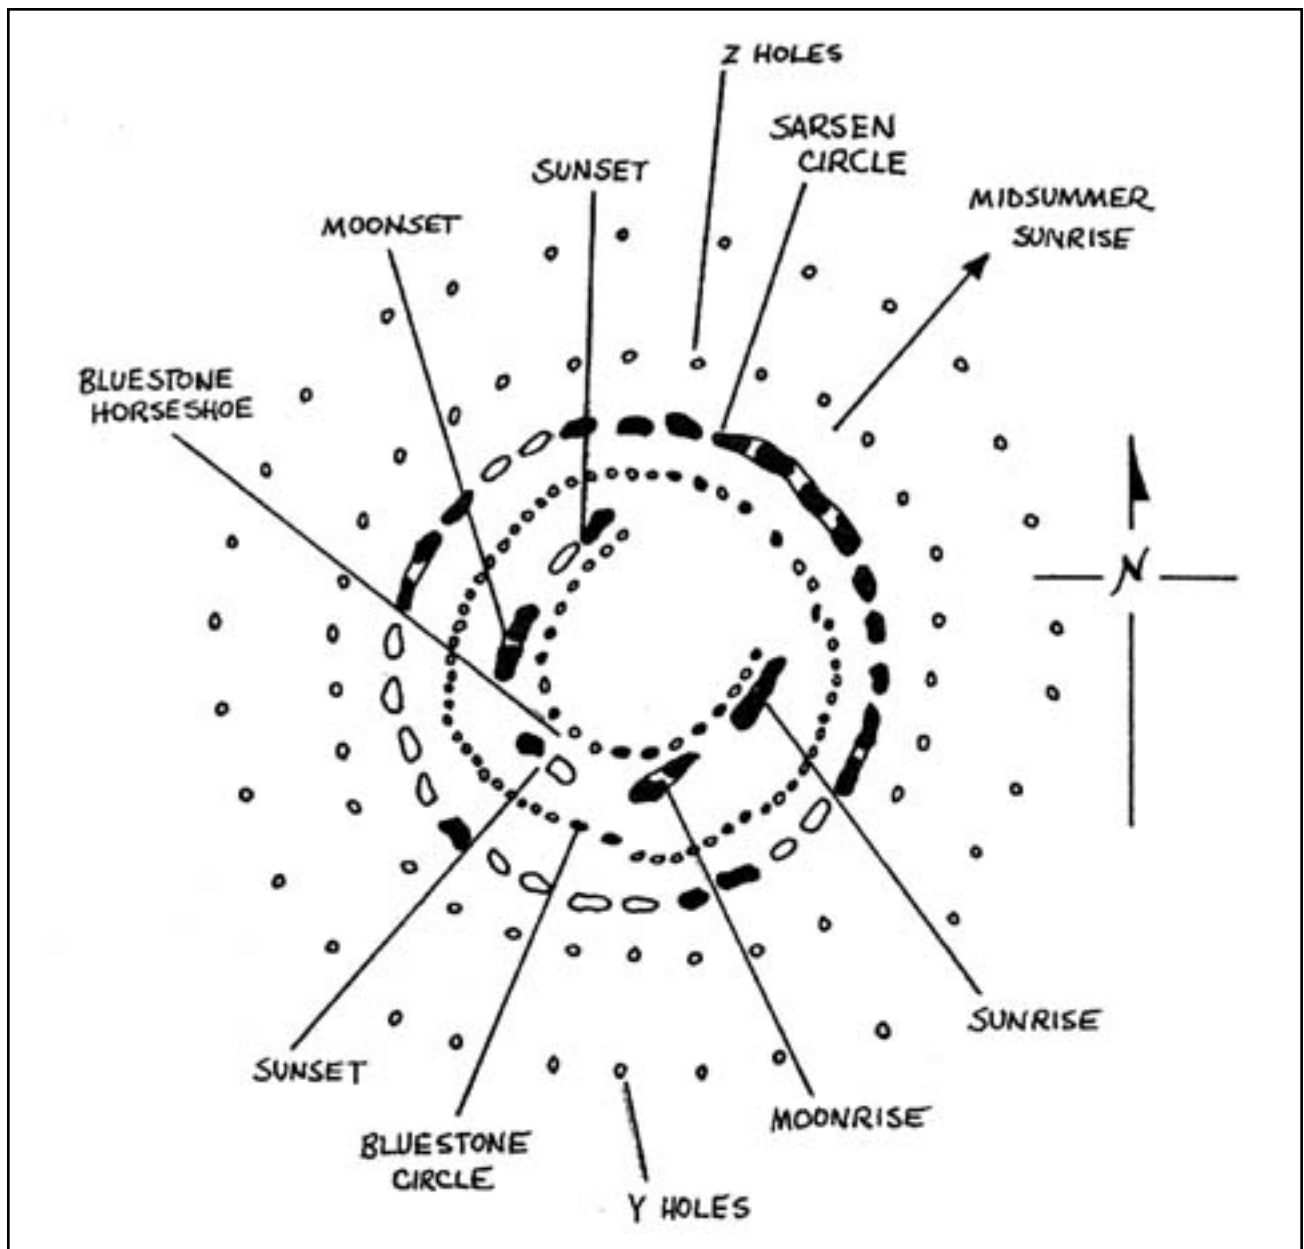 Z HOLES
SARSEN
CIRCLE
SUNSET
MIDSUMMER
SUNRISE
MOONSET
BLUESTONE
HORSESHOE
N
SUNRISE
SUNSET
MOONRISE
BLUESTONE
CIRCLE
Y HOLES